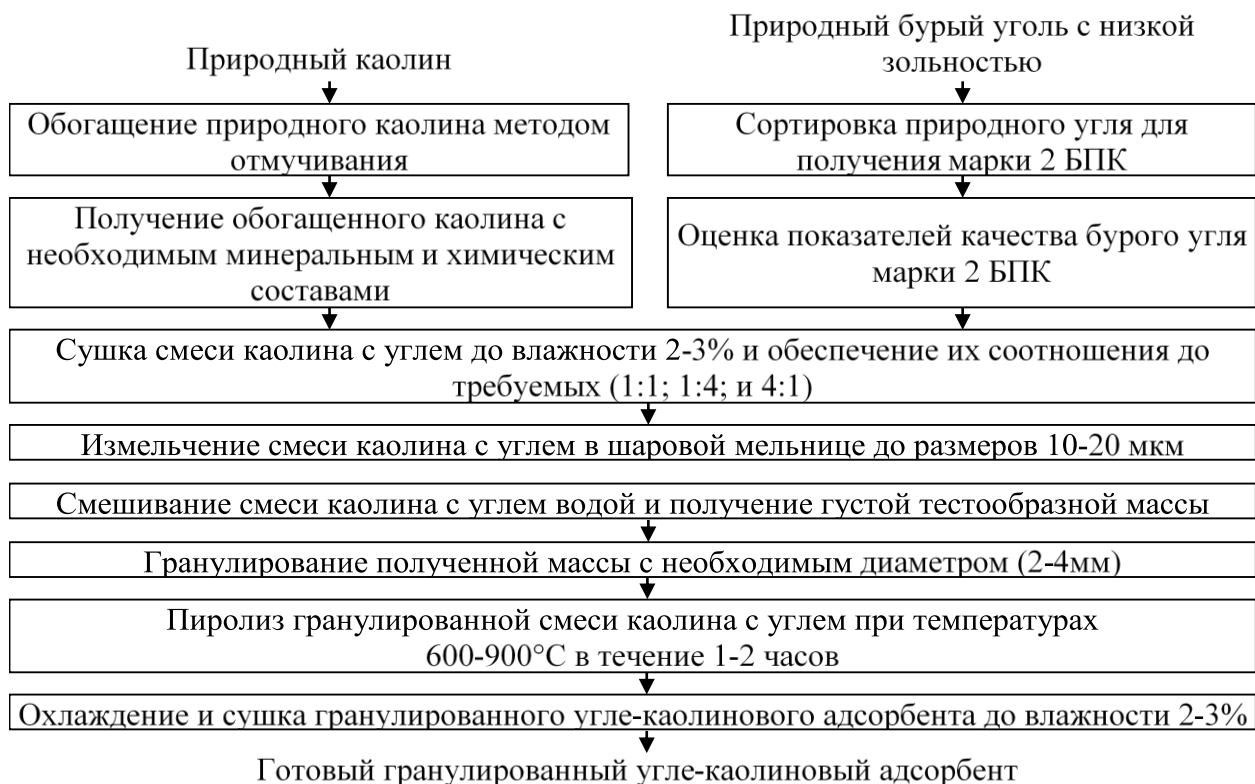 Природный каолин
Природный бурый уголь с низкой
зольностью
Обогащение природного каолина методом
отмучивания
Сортировка природного угля для
получения марки 2 БПК
Получение обогащенного каолина с
необходимым минеральным и химическим
составами
Оценка показателей качества бурого угля
марки 2 БПК
Сушка смеси каолина с углем до влажности 2-3% и обеспечение их соотношения до
требуемых (1:1; 1:4; и 4:1)
Измельчение смеси каолина с углем в шаровой мельнице до размеров 10-20 мкм
Смешивание смеси каолина с углем водой и получение густой тестообразной массы
Гранулирование полученной массы с необходимым диаметром (2-4мм)
Пиролиз гранулированной смеси каолина с углем при температурах
600-900°С в течение 1-2 часов
Охлаждение и сушка гранулированного угле-каолинового адсорбента до влажности 2-3%
Готовый гранулированный угле-каолиновый адсорбент